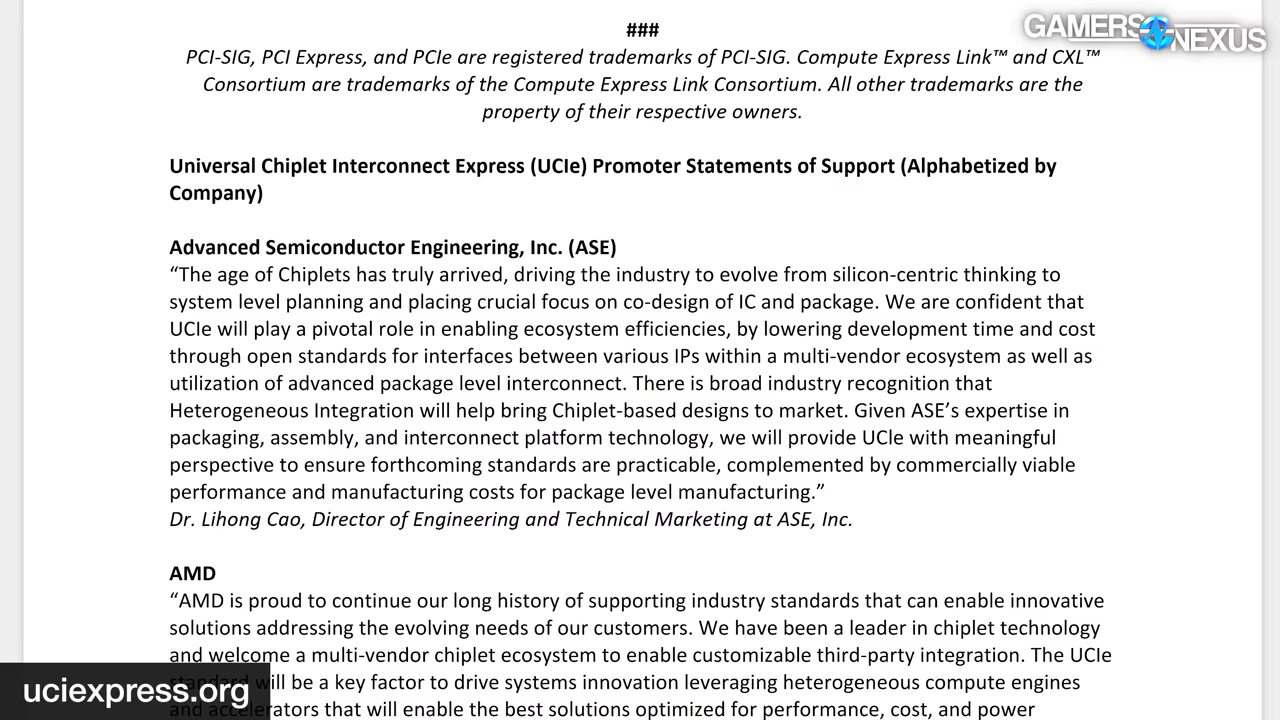 ###
GAMERS NEXUS
PCI-SIG, PCI Express, and PCIe are registered trademarks of PCI-SIG. Compute Express Link™ and CXL™
Consortium are trademarks of the Compute Express Link Consortium. All other trademarks are the
property of their respective owners.
Universal Chiplet Interconnect Express (UCIe) Promoter Statements of Support (Alphabetized by
Company)
Advanced Semiconductor Engineering, Inc. (ASE)
“The age of Chiplets has truly arrived, driving the industry to evolve from silicon-centric thinking to
system level planning and placing crucial focus on co-design of IC and package. We are confident that
UCIe will play a pivotal role in enabling ecosystem efficiencies, by lowering development time and cost
through open standards for interfaces between various IPs within a multi-vendor ecosystem as well as
utilization of advanced package level interconnect. There is broad industry recognition that
Heterogeneous Integration will help bring Chiplet-based designs to market. Given ASE’s expertise in
packaging, assembly, and interconnect platform technology, we will provide UCIe with meaningful
perspective to ensure forthcoming standards are practicable, complemented by commercially viable
performance and manufacturing costs for package level manufacturing.”
Dr. Lihong Cao, Director of Engineering and Technical Marketing at ASE, Inc.
AMD
“AMD is proud to continue our long history of supporting industry standards that can enable innovative
solutions addressing the evolving needs of our customers. We have been a leader in chiplet technology
and welcome a multi-vendor chiplet ecosystem to enable customizable third-party integration. The UCIe
standard will be a key factor to drive systems innovation leveraging heterogeneous compute engines
and accelerators that will enable the best solutions optimized for performance, cost, and power
uciexpress.org